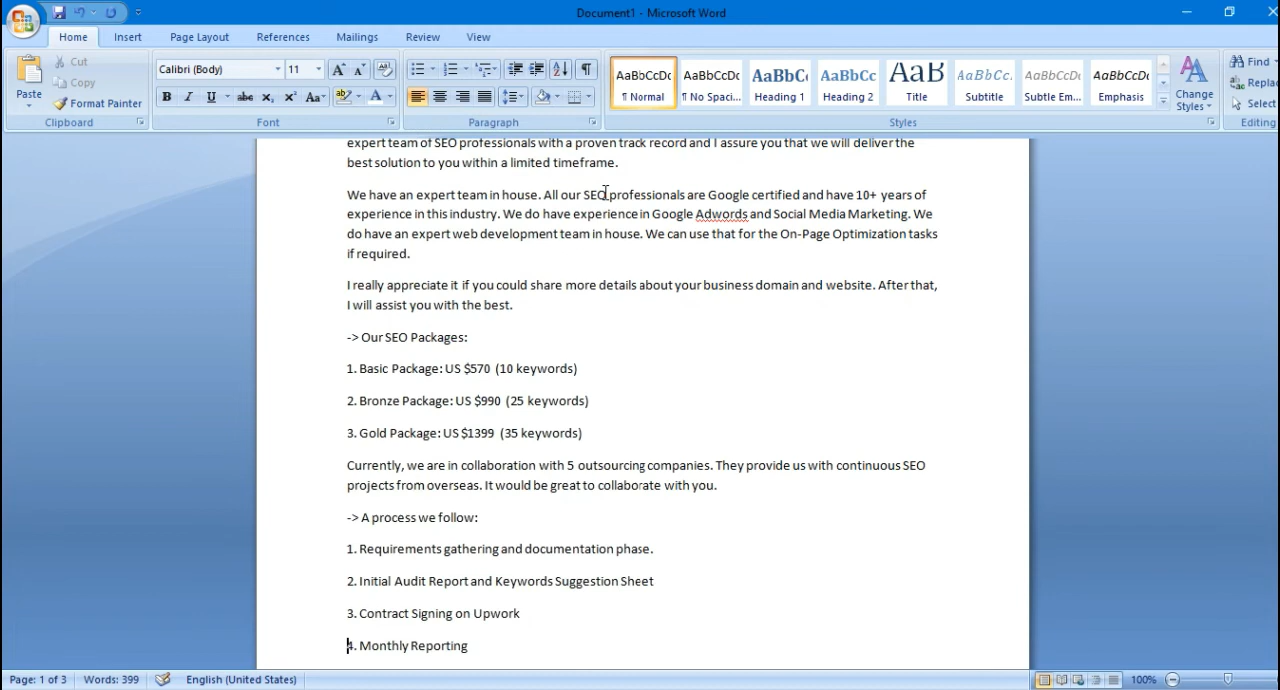 Document1 - Microsoft Word
Home Insert Page Layout References Mailings Review View
Paste
Cut
Copy
Format Painter
Clipboard
Calibri (Body) 11
Font
Paragraph
AaBbCcDc AaBbCcDc AaBbC AaBbCc AaB AaBbCc. AaBbCcDc AaBbCcDc
¶ Normal ¶ No Spaci... Heading 1 Heading 2 Title Subtitle Subtle Em... Emphasis
Change Styles
Styles
Find
Replac
Select
Editing
expert team of SEO professionals with a proven track record and I assure you that we will deliver the
best solution to you within a limited timeframe.
We have an expert team in house. All our SEO professionals are Google certified and have 10+ years of
experience in this industry. We do have experience in Google Adwords and Social Media Marketing. We
do have an expert web development team in house. We can use that for the On-Page Optimization tasks
if required.
I really appreciate it if you could share more details about your business domain and website. After that,
I will assist you with the best.
-> Our SEO Packages:
1. Basic Package: US $570 (10 keywords)
2. Bronze Package: US $990 (25 keywords)
3. Gold Package: US $1399 (35 keywords)
Currently, we are in collaboration with 5 outsourcing companies. They provide us with continuous SEO
projects from overseas. It would be great to collaborate with you.
-> A process we follow:
1. Requirements gathering and documentation phase.
2. Initial Audit Report and Keywords Suggestion Sheet
3. Contract Signing on Upwork
4. Monthly Reporting
Page: 1 of 3 Words: 399 English (United States) 100%